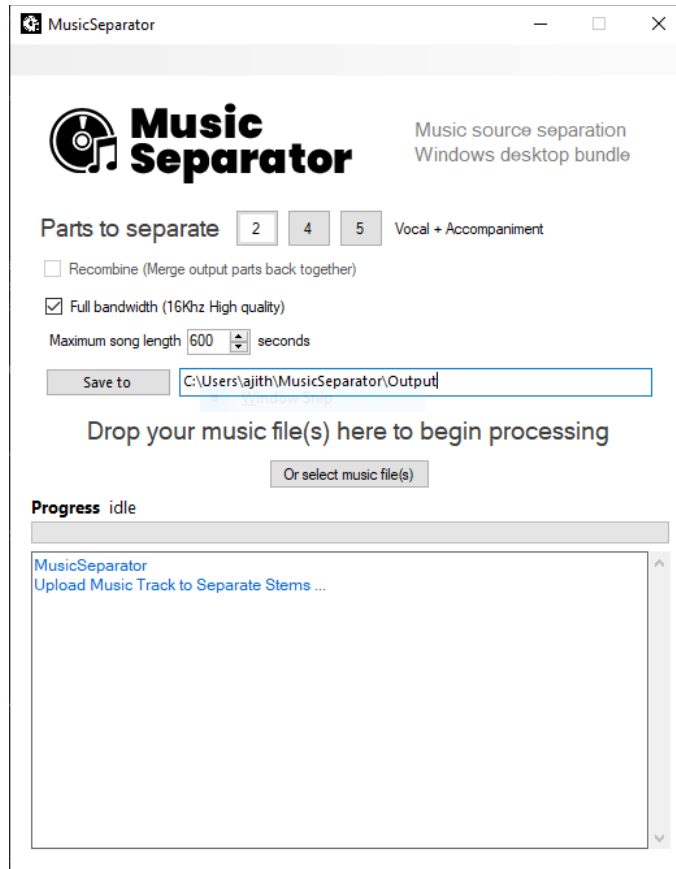 MusicSeparator
Music
Separator
Music source separation
Windows desktop bundle
Parts to separate 2 4 5 Vocal + Accompaniment
Recombine (Merge output parts back together)
Full bandwidth (16Khz High quality)
Maximum song length 600 seconds
Save to C:\Users\ajith\MusicSeparator\Output
Window Snip
Drop your music file(s) here to begin processing
Or select music file(s)
Progress idle
MusicSeparator
Upload Music Track to Separate Stems ...